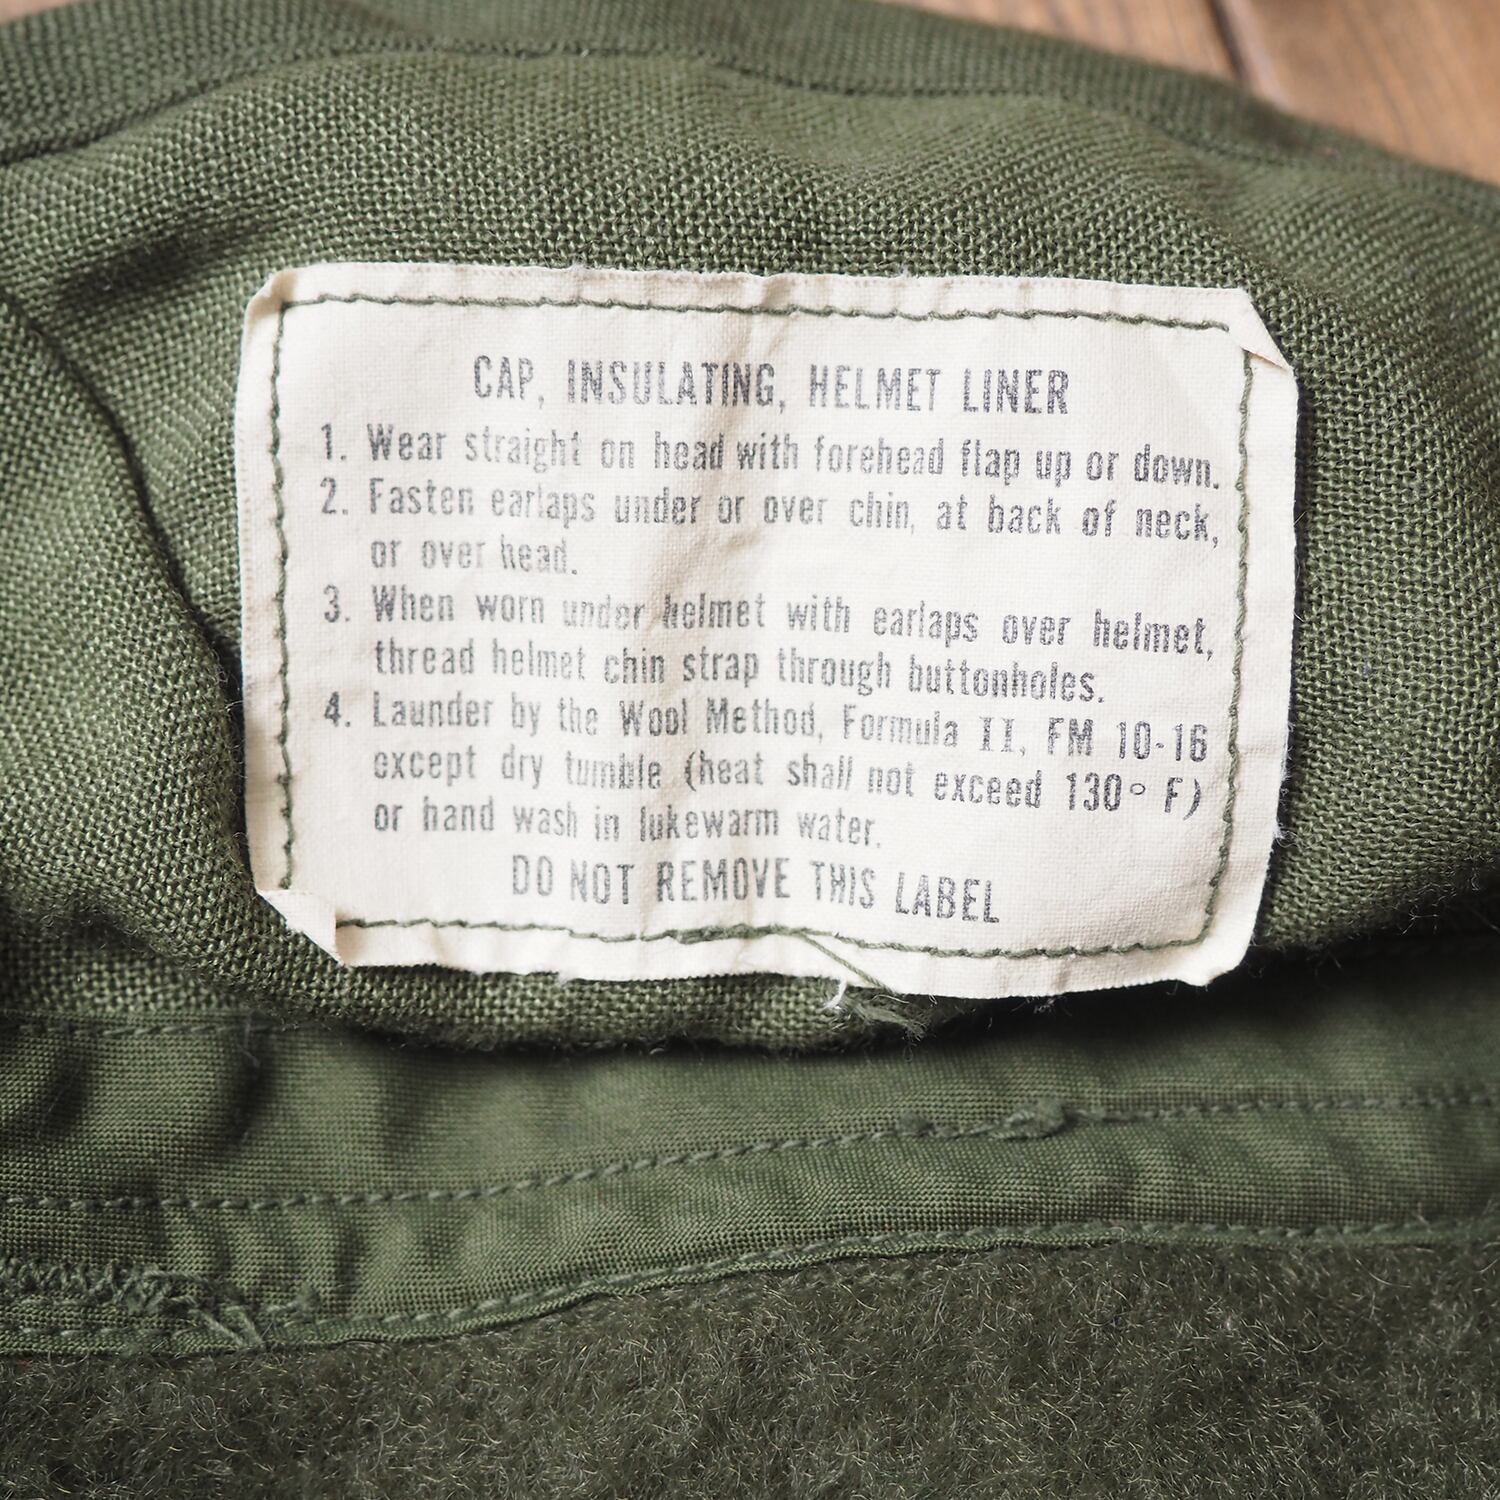 CAP, INSULATING, HELMET LINER
1. Wear straight on head with forehead flap up or down.
2. Fasten earlaps under or over chin, at back of neck,
or over head.
3. When worn under helmet with earlaps over helmet,
thread helmet chin strap through buttonholes.
4. Launder by the Wool Method, Formula II, FM 10-16
except dry tumble (heat shall not exceed 130° F)
or hand wash in lukewarm water.
DO NOT REMOVE THIS LABEL